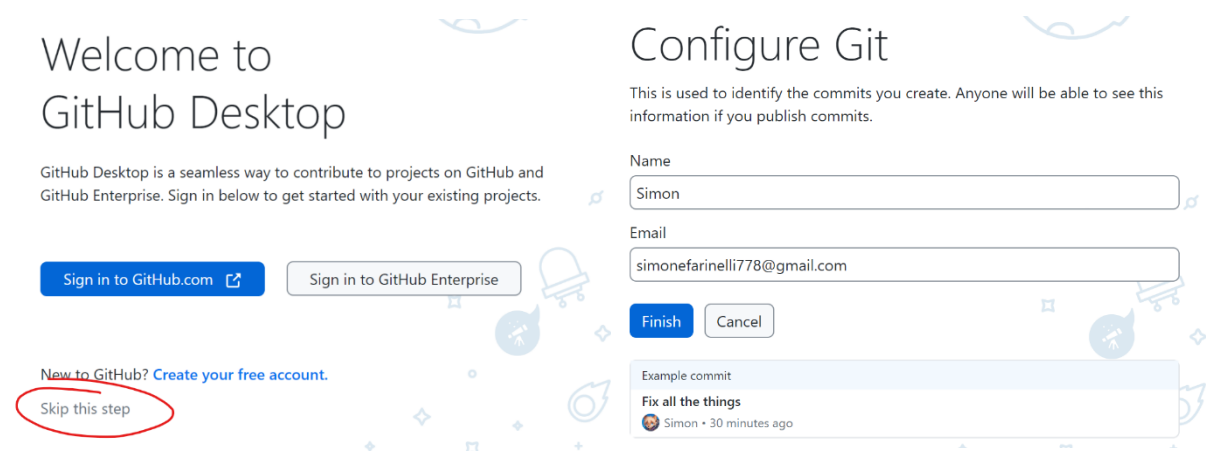 Welcome to
GitHub Desktop
GitHub Desktop is a seamless way to contribute to projects on GitHub and
GitHub Enterprise. Sign in below to get started with your existing projects.
Sign in to GitHub.com
Sign in to GitHub Enterprise
New to GitHub? Create your free account.
Skip this step
Configure Git
This is used to identify the commits you create. Anyone will be able to see this
information if you publish commits.
Name
Simon
Email
simonefarinelli778@gmail.com
Finish
Cancel
Example commit
Fix all the things
Simon • 30 minutes ago